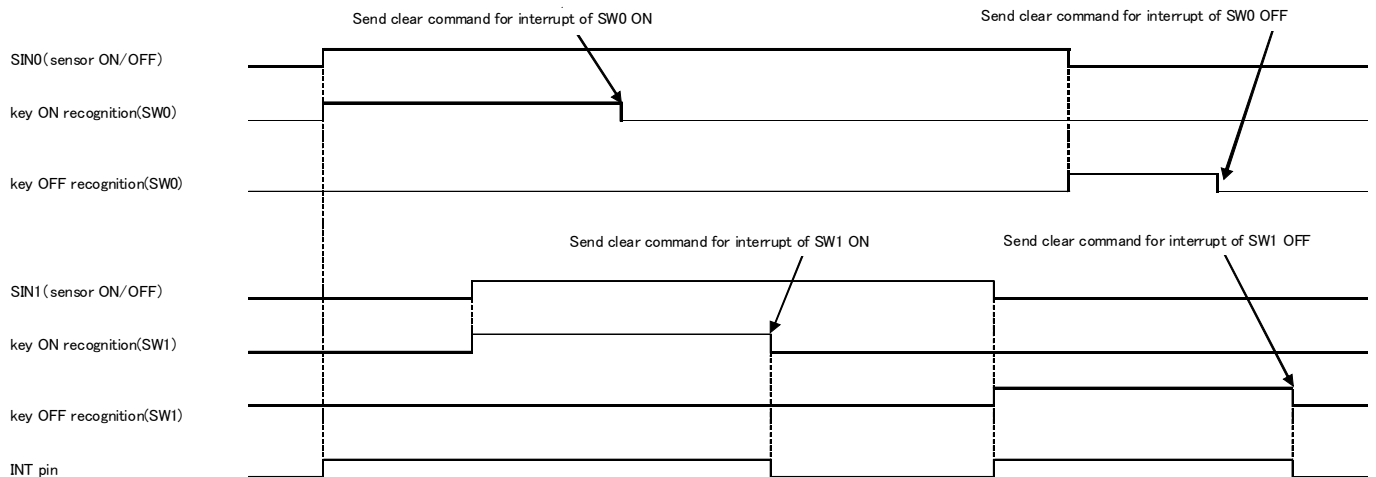 Send clear command for interrupt of SW0 ON
Send clear command for interrupt of SW0 OFF
SIN0(sensor ON/OFF)
key ON recognition(SW0)
key OFF recognition(SW0)
Send clear command for interrupt of SW1 ON
Send clear command for interrupt of SW1 OFF
SIN1(sensor ON/OFF)
key ON recognition(SW1)
key OFF recognition(SW1)
INT pin